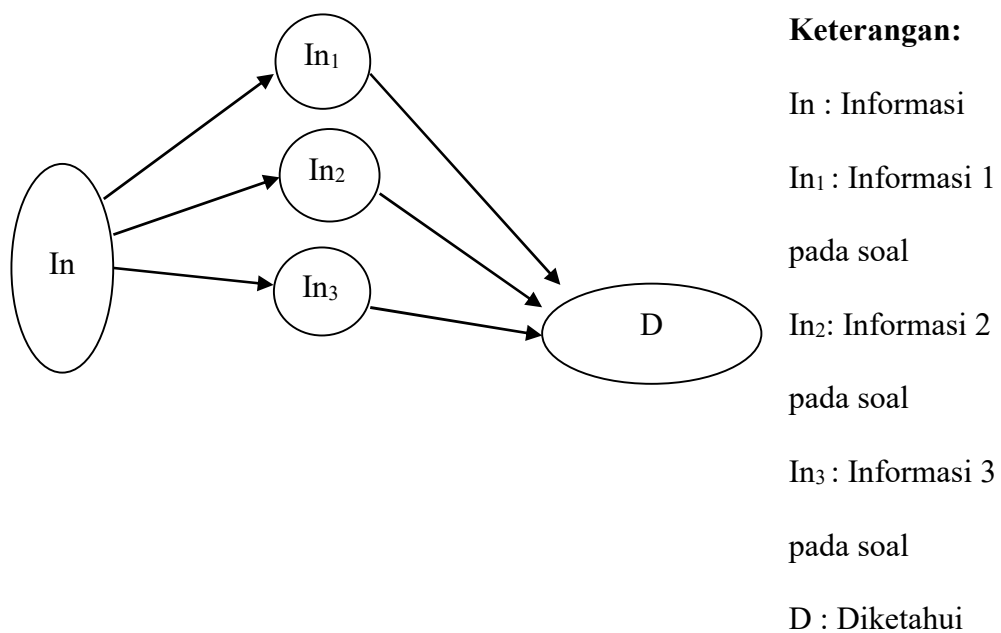 In
In₁
In₂
In₃
D
Keterangan:
In : Informasi
In₁ : Informasi 1
pada soal
In₂: Informasi 2
pada soal
In₃ : Informasi 3
pada soal
D : Diketahui